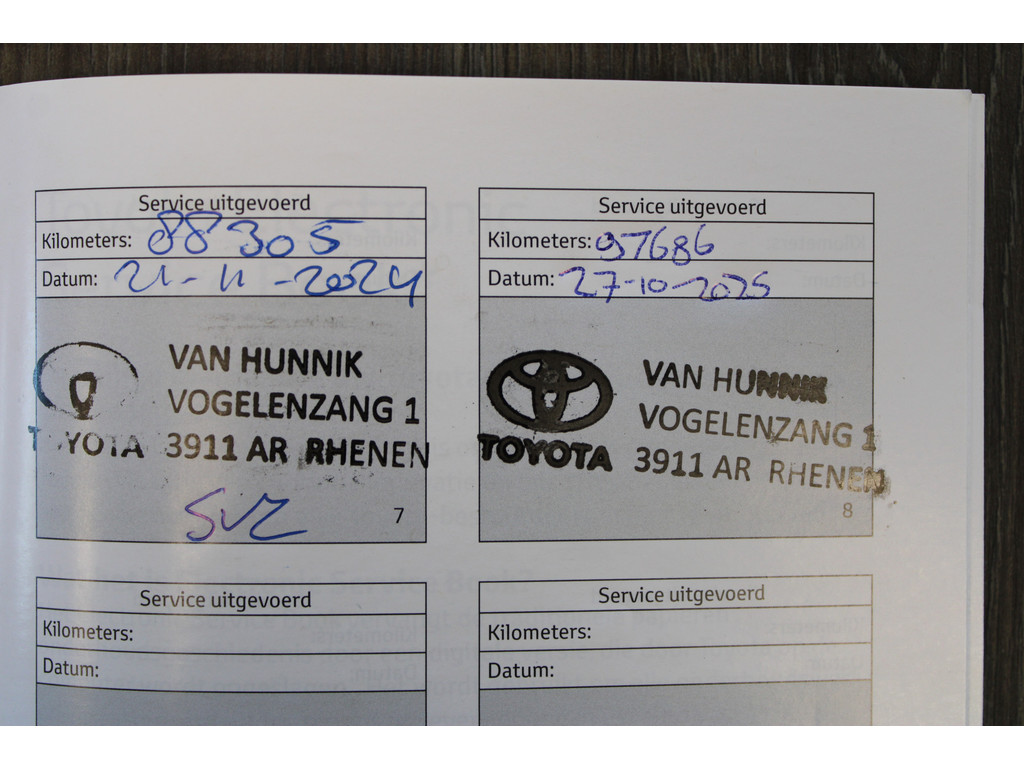 Service uitgevoerd
Kilometers: 88305
Datum: 21-11-2024
VAN HUNNIK
VOGELENZANG 1
TOYOTA 3911 AR RHENEN
7
Service uitgevoerd
Kilometers: 97686
Datum: 27-10-2025
VAN HUNNIK
VOGELENZANG 1
TOYOTA 3911 AR RHENEN
8
Service uitgevoerd
Kilometers:
Datum:
Service uitgevoerd
Kilometers:
Datum: